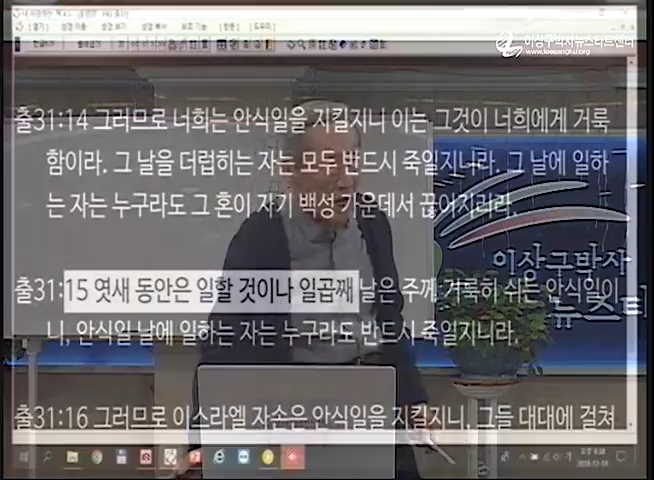 이상구박사뉴스타트센터
www.leesangku.org
출31:14 그러므로 너희는 안식일을 지킬지니 이는 그것이 너희에게 거룩
함이라. 그 날을 더럽히는 자는 모두 반드시 죽일지니라. 그 날에 일하
는 자는 누구라도 그 혼이 자기 백성 가운데서 끊어지리라.
이상구박사
뉴스타트
출31:15 엿새 동안은 일할 것이나 일곱째 날은 주께 거룩히 쉬는 안식일이
니, 안식일 날에 일하는 자는 누구라도 반드시 죽일지니라.
출31:16 그러므로 이스라엘 자손은 안식일을 지킬지니, 그들 대대에 걸쳐